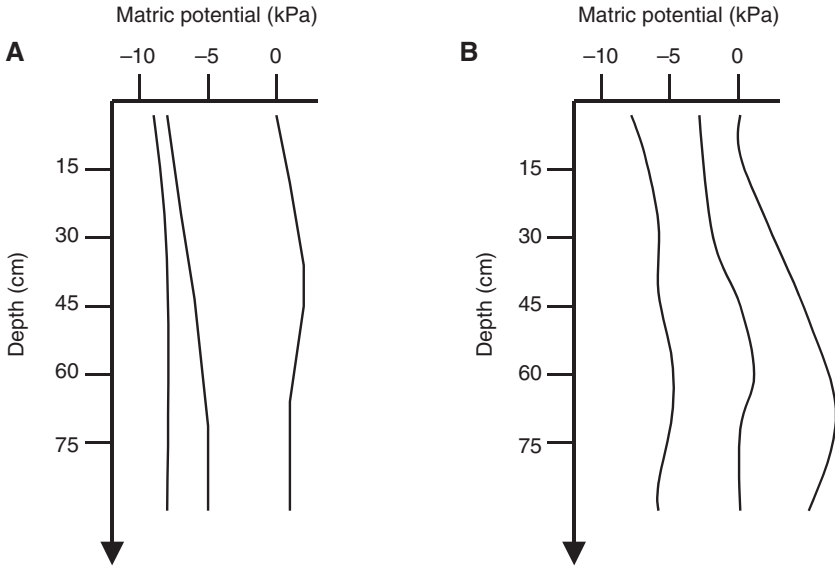 A
Matric potential (kPa)
–10 –5 0
15
30
45
60
75
Depth (cm)
B
Matric potential (kPa)
–10 –5 0
15
30
45
60
75
Depth (cm)